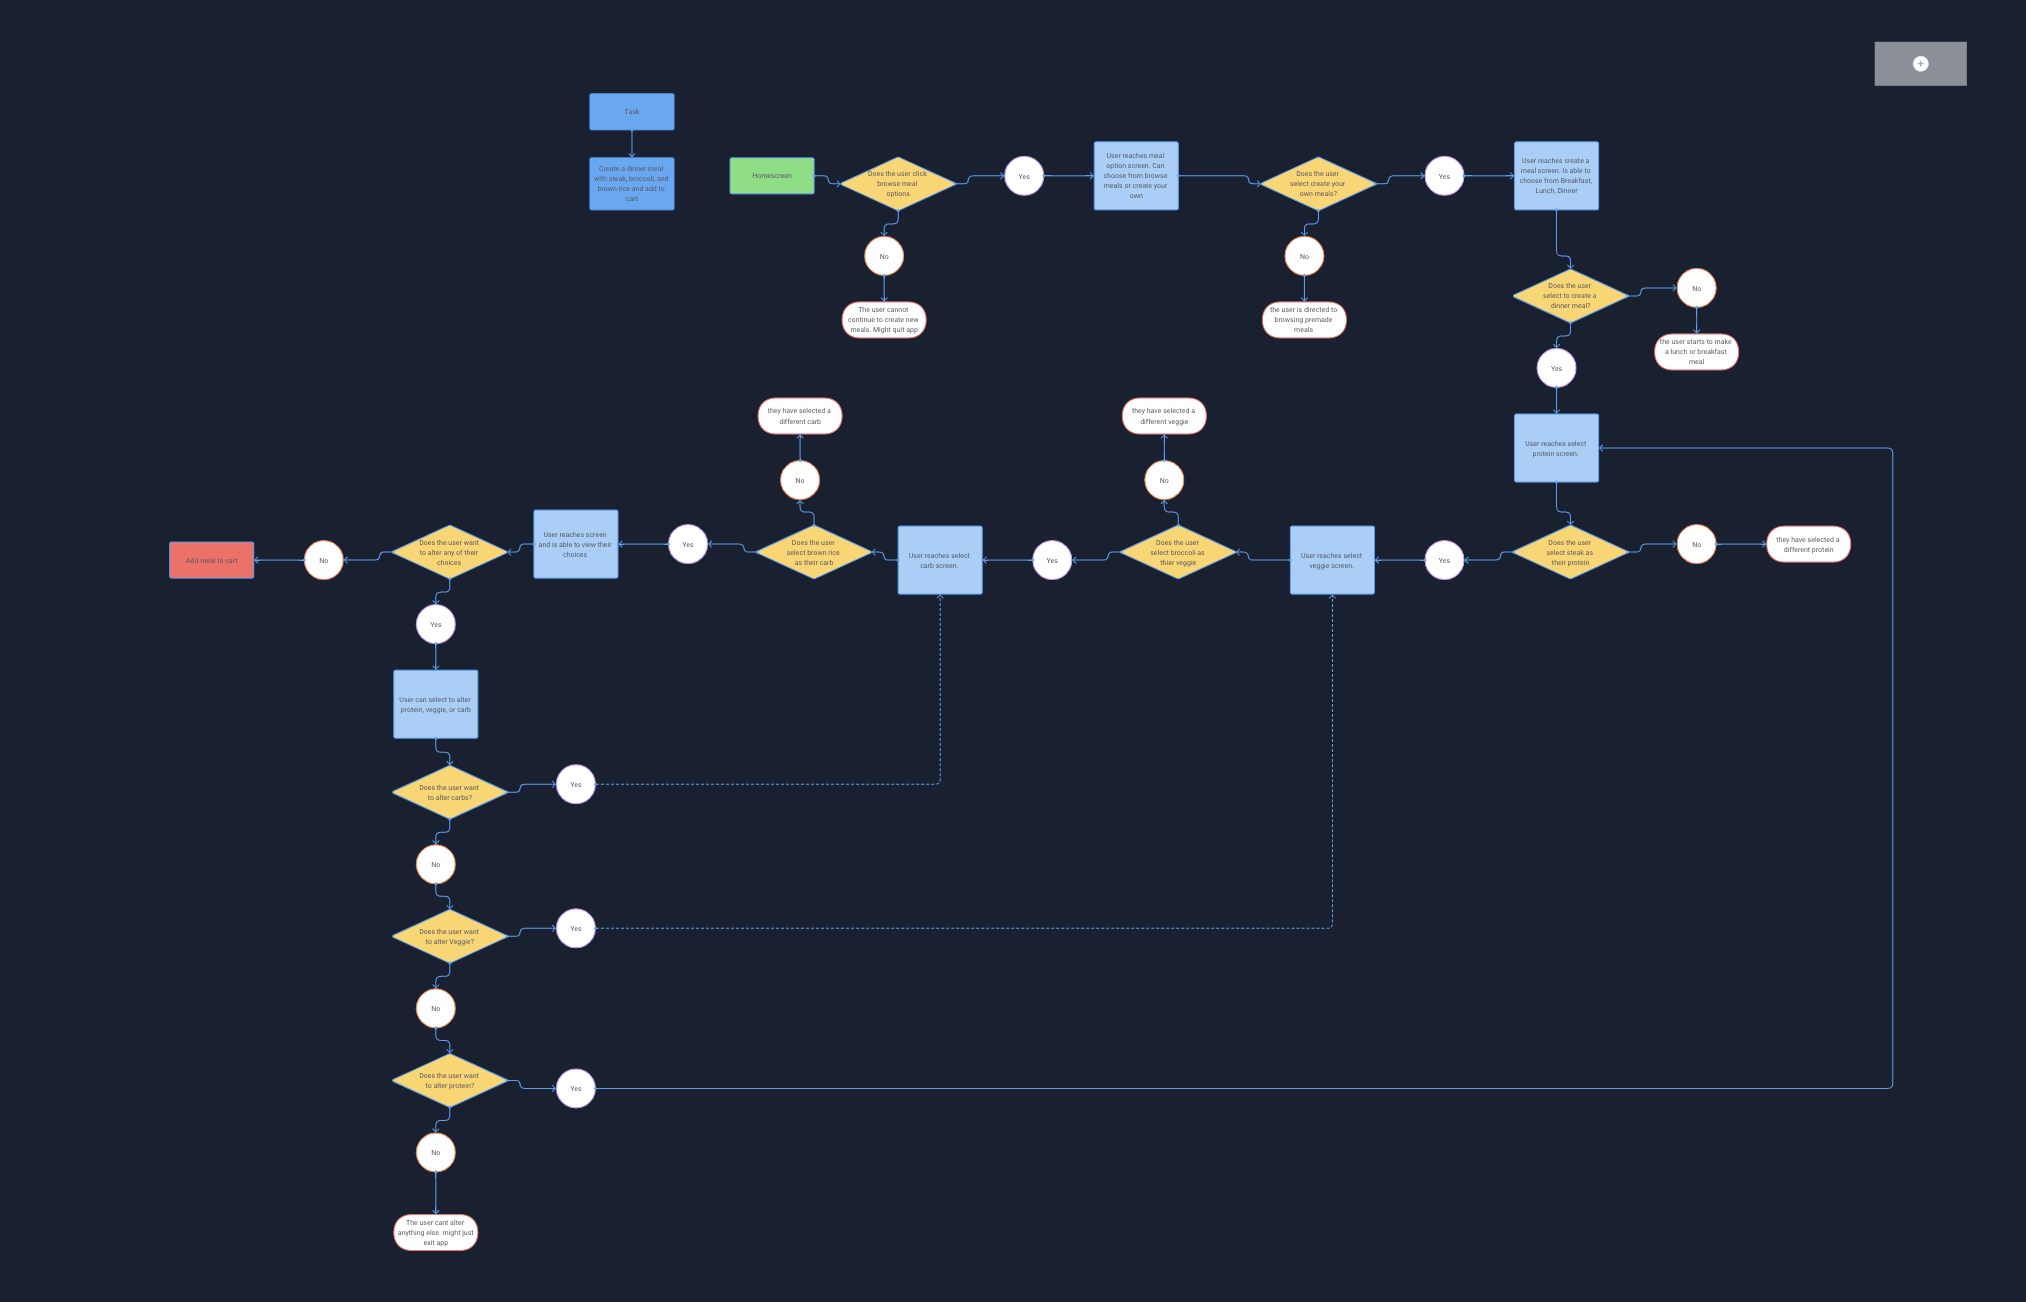 Task
Create a dinner meal
with steak, broccoli, and
brown rice and add to
cart
Homescreen
Does the user click
browse meal
options
Yes
User reaches meal
option screen. Can
choose from browse
meals or create your
own
Does the user
select create your
own meals?
Yes
User reaches create a
meal screen. Is able to
choose from Breakfast,
Lunch, Dinner
No
The user cannot
continue to create new
meals. Might quit app
No
the user is directed to
browsing premade
meals
Does the user
select to create a
dinner meal?
No
the user starts to make
a lunch or breakfast
meal
Yes
User reaches select
protein screen.
Does the user
select steak as
their protein
No
they have selected a
different protein
Yes
User reaches select
veggie screen.
Does the user
select broccoli as
thier veggie
No
they have selected a
different veggie
Yes
User reaches select
carb screen.
Does the user
select brown rice
as their carb
No
they have selected a
different carb
Yes
User reaches screen
and is able to view their
choices
Does the user want
to alter any of their
choices
No
Add meal to cart
Yes
User can select to alter
protein, veggie, or carb
Does the user want
to alter carbs?
Yes
No
Does the user want
to alter Veggie?
Yes
No
Does the user want
to alter protein?
Yes
No
The user cant alter
anything else. might just
exit app